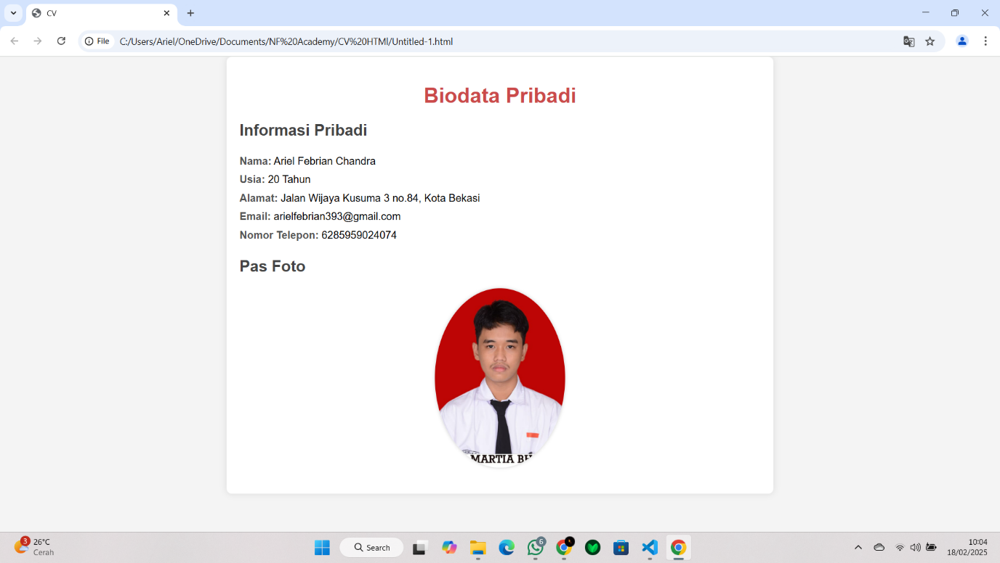 CV
File
C:/Users/Ariel/OneDrive/Documents/NF%20Academy/CV%20HTMl/Untitled-1.html
Biodata Pribadi
Informasi Pribadi
Nama: Ariel Febrian Chandra
Usia: 20 Tahun
Alamat: Jalan Wijaya Kusuma 3 no.84, Kota Bekasi
Email: arielfebrian393@gmail.com
Nomor Telepon: 6285959024074
Pas Foto
MARTIA
3
26°C
Cerah
Search
6
10:04
18/02/2025